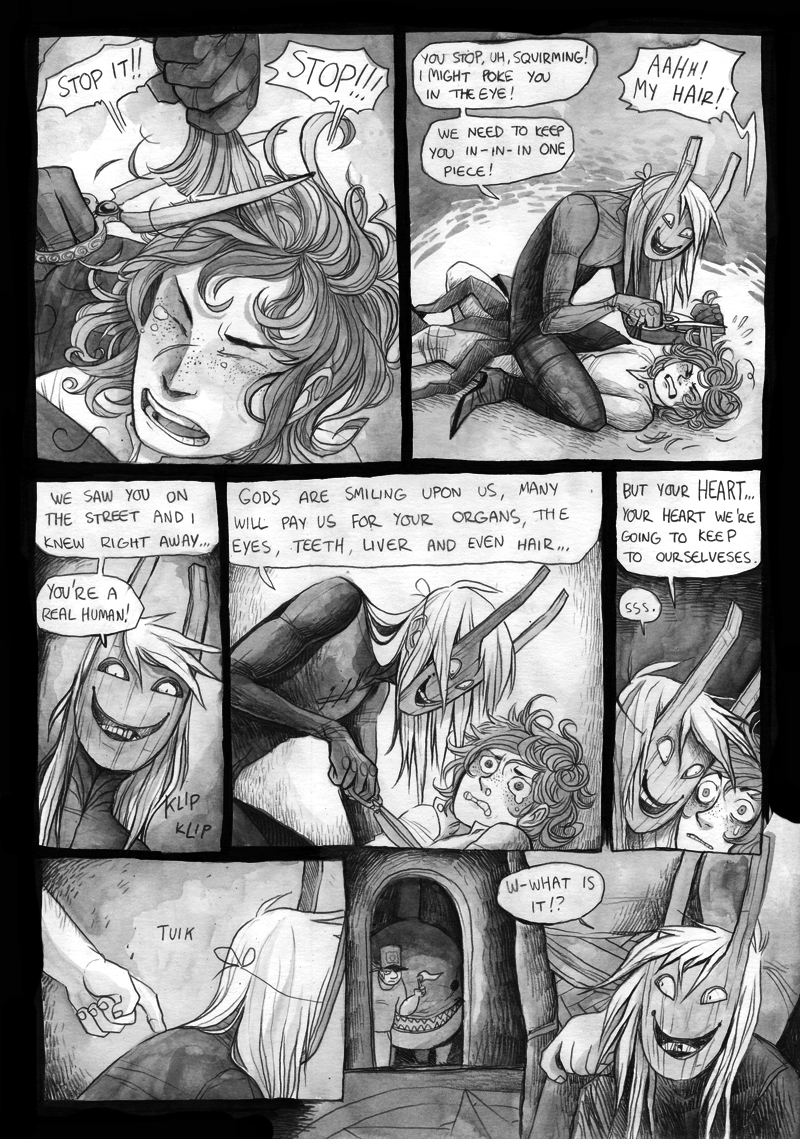 STOP IT!!
STOP!!!
YOU STOP, UH, SQUIRMING!
I MIGHT POKE YOU
IN THE EYE!
WE NEED TO KEEP
YOU IN-IN-IN ONE
PIECE!
AAHH!
MY HAIR!
WE SAW YOU ON
THE STREET AND I
KNEW RIGHT AWAY...
YOU'RE A
REAL HUMAN!
KLIP
KLIP
GODS ARE SMILING UPON US, MANY
WILL PAY US FOR YOUR ORGANS, THE
EYES, TEETH, LIVER AND EVEN HAIR...
BUT YOUR HEART...
YOUR HEART WE'RE
GOING TO KEEP
TO OURSELVESES.
SSS.
TUIK
W-WHAT IS
IT!?